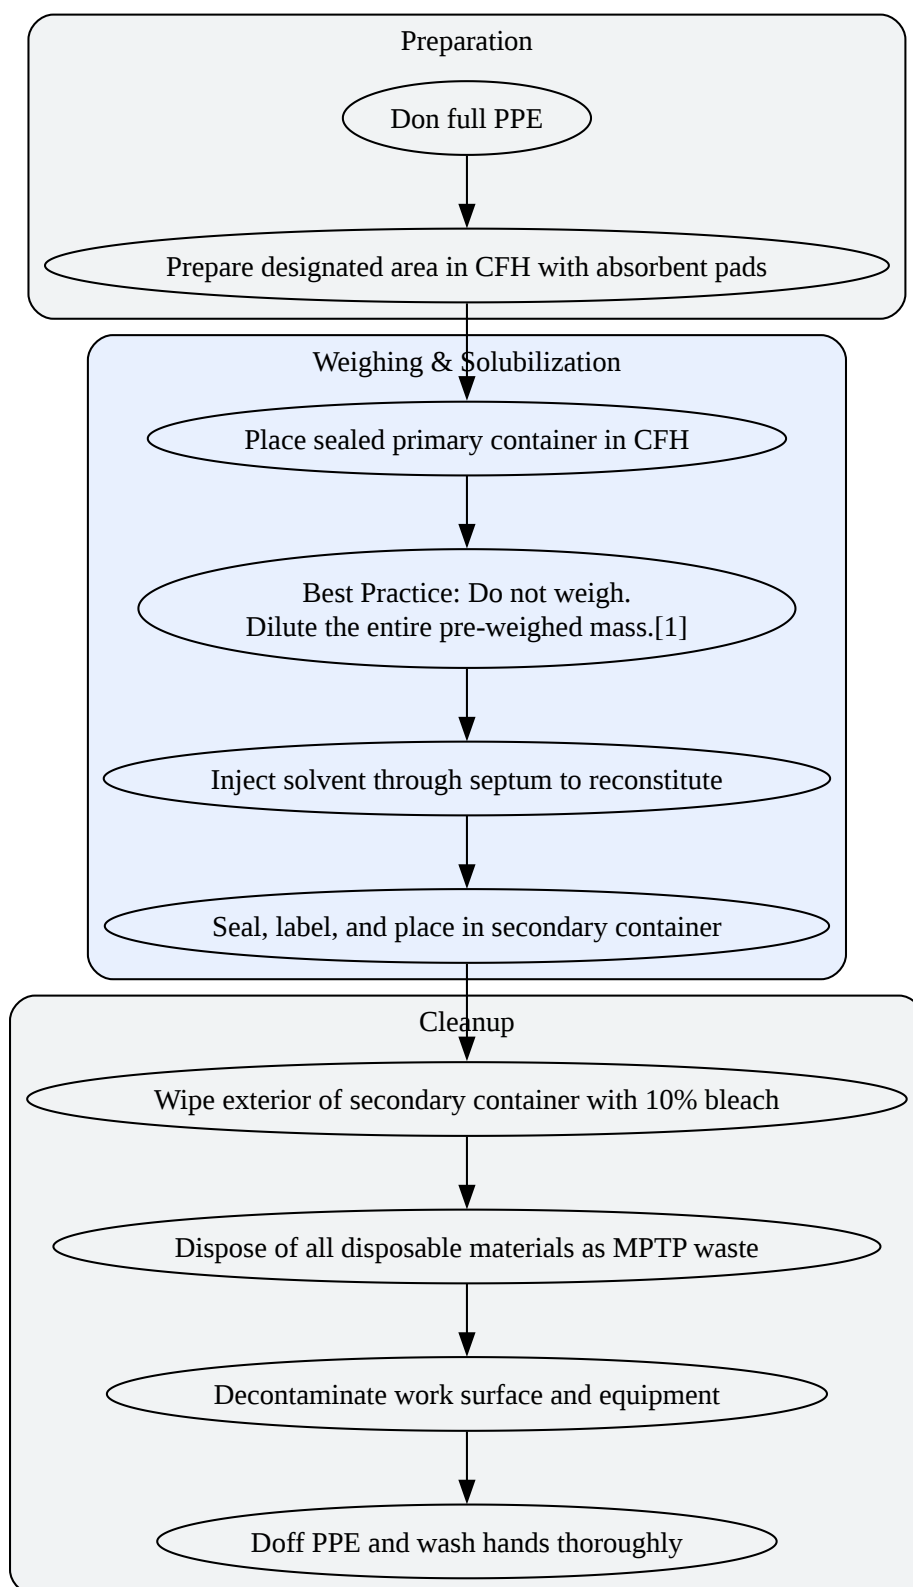 Preparation
Don full PPE
Prepare designated area in CFH with absorbent pads
Weighing & Solubilization
Place sealed primary container in CFH
Best Practice: Do not weigh.
Dilute the entire pre-weighed mass.[1]
Inject solvent through septum to reconstitute
Seal, label, and place in secondary container
Cleanup
Wipe exterior of secondary container with 10% bleach
Dispose of all disposable materials as MPTP waste
Decontaminate work surface and equipment
Doff PPE and wash hands thoroughly